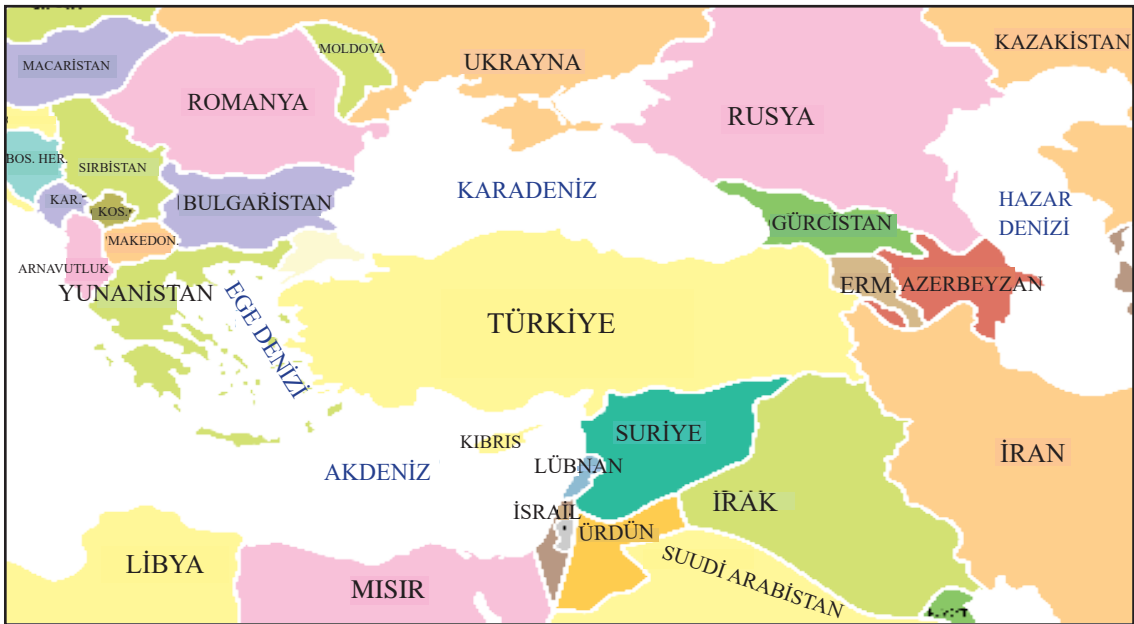 MOLDOVA
UKRAYNA
KAZAKİSTAN
MACARİSTAN
ROMANYA
RUSYA
BOS. HER.
SIRBİSTAN
KARADENİZ
HAZAR
DENİZİ
KAR.
KOS.
BULGARİSTAN
GÜRCİSTAN
MAKEDON.
ARNAVUTLUK
YUNANİSTAN
EGE DENİZİ
ERM.
AZERBEYZAN
TÜRKİYE
KIBRIS
SURİYE
İRAN
AKDENİZ
LÜBNAN
İSRAİL
IRAK
ÜRDÜN
LİBYA
MISIR
SUUDİ ARABİSTAN